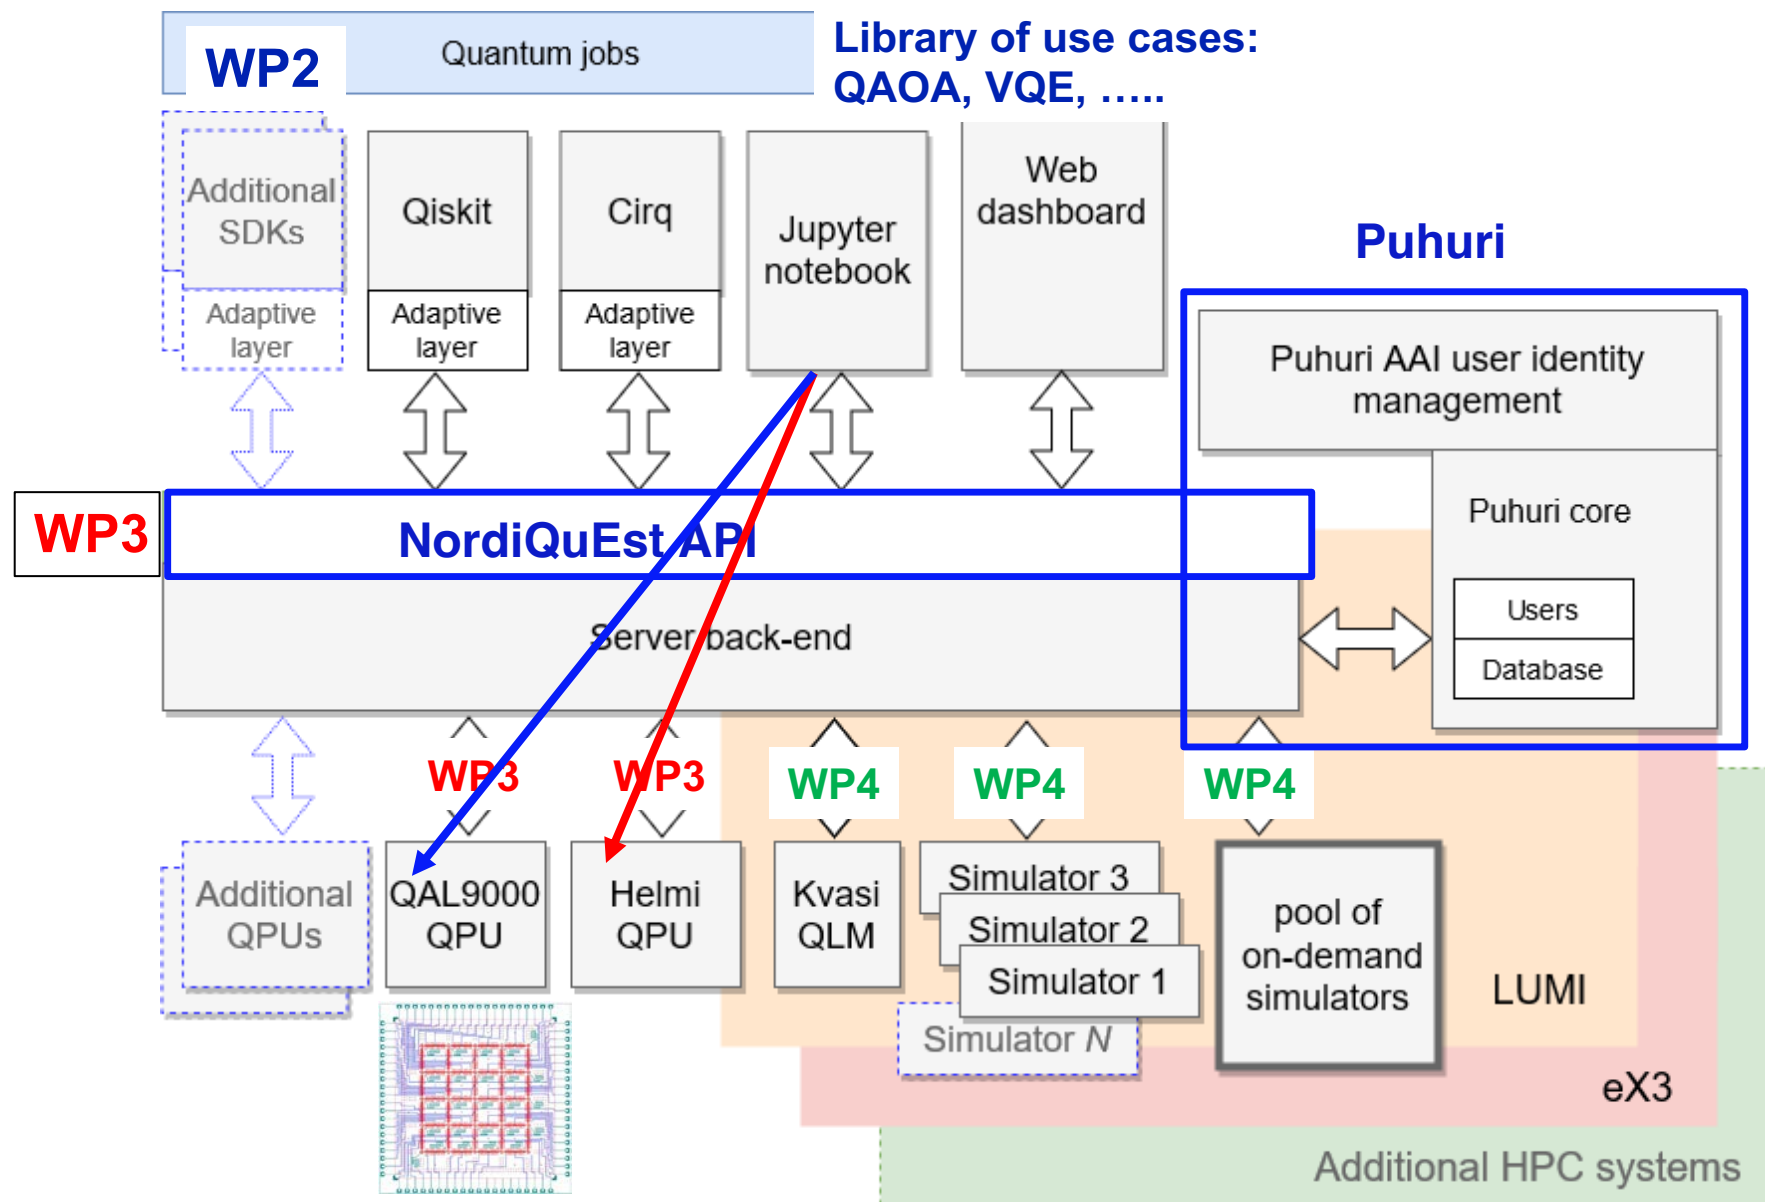 WP2
Quantum jobs
Library of use cases:
QAOA, VQE, .....
Additional
SDKs
Adaptive
layer
Qiskit
Adaptive
layer
Cirq
Adaptive
layer
Jupyter
notebook
Web
dashboard
Puhuri
Puhuri AAI user identity
management
Puhuri core
Users
Database
WP3
NordiQuEst API
Server back-end
WP3
WP3
WP4
WP4
WP4
Additional
QPUs
QAL9000
QPU
Helmi
QPU
Kvasi
QLM
Simulator 3
Simulator 2
Simulator 1
Simulator N
pool of
on-demand
simulators
LUMI
eX3
Additional HPC systems